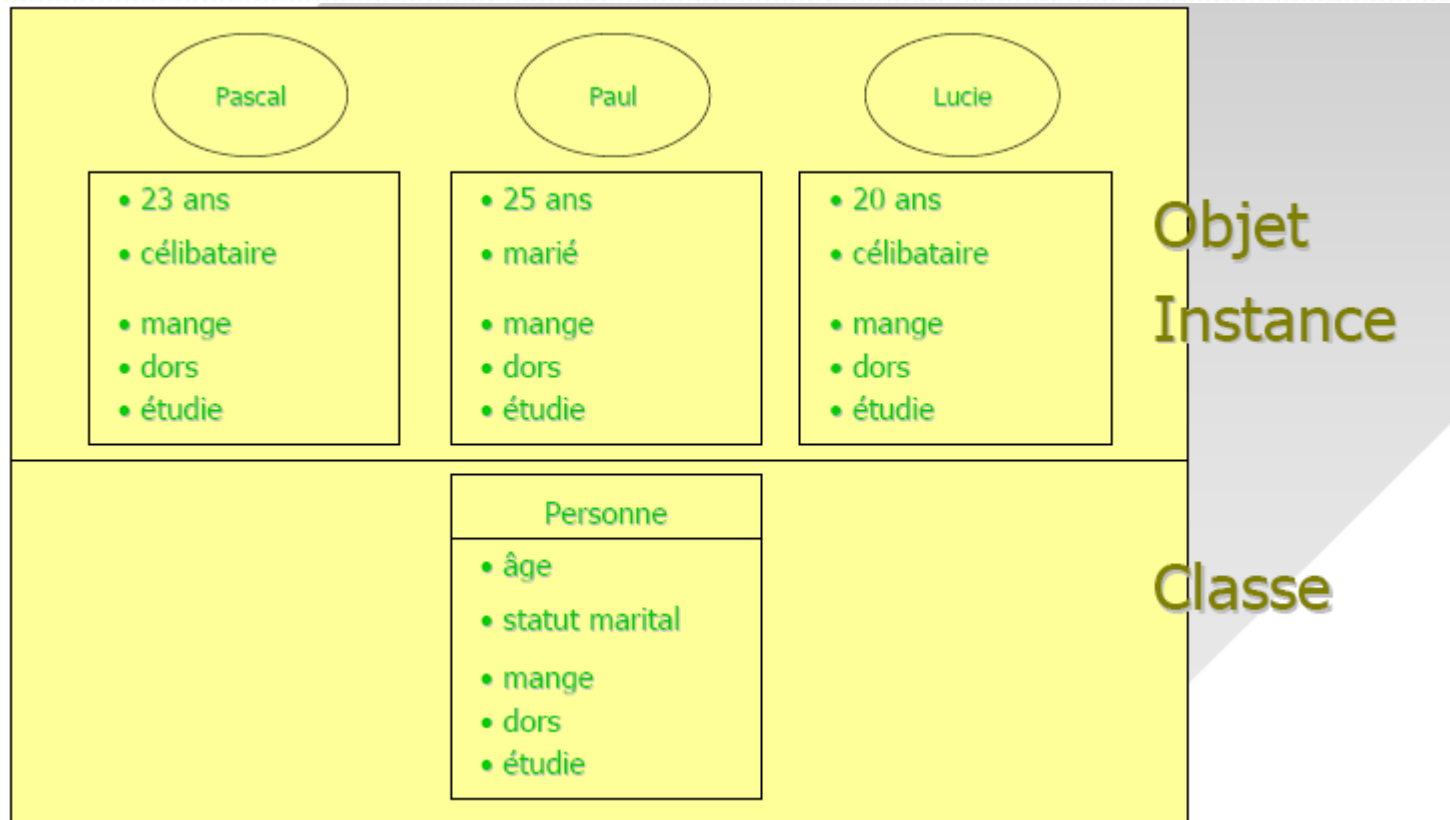 Pascal
Paul
Lucie
• 23 ans
• célibataire
• mange
• dors
• étudie
• 25 ans
• marié
• mange
• dors
• étudie
• 20 ans
• célibataire
• mange
• dors
• étudie
Objet
Instance
Personne
• âge
• statut marital
• mange
• dors
• étudie
Classe